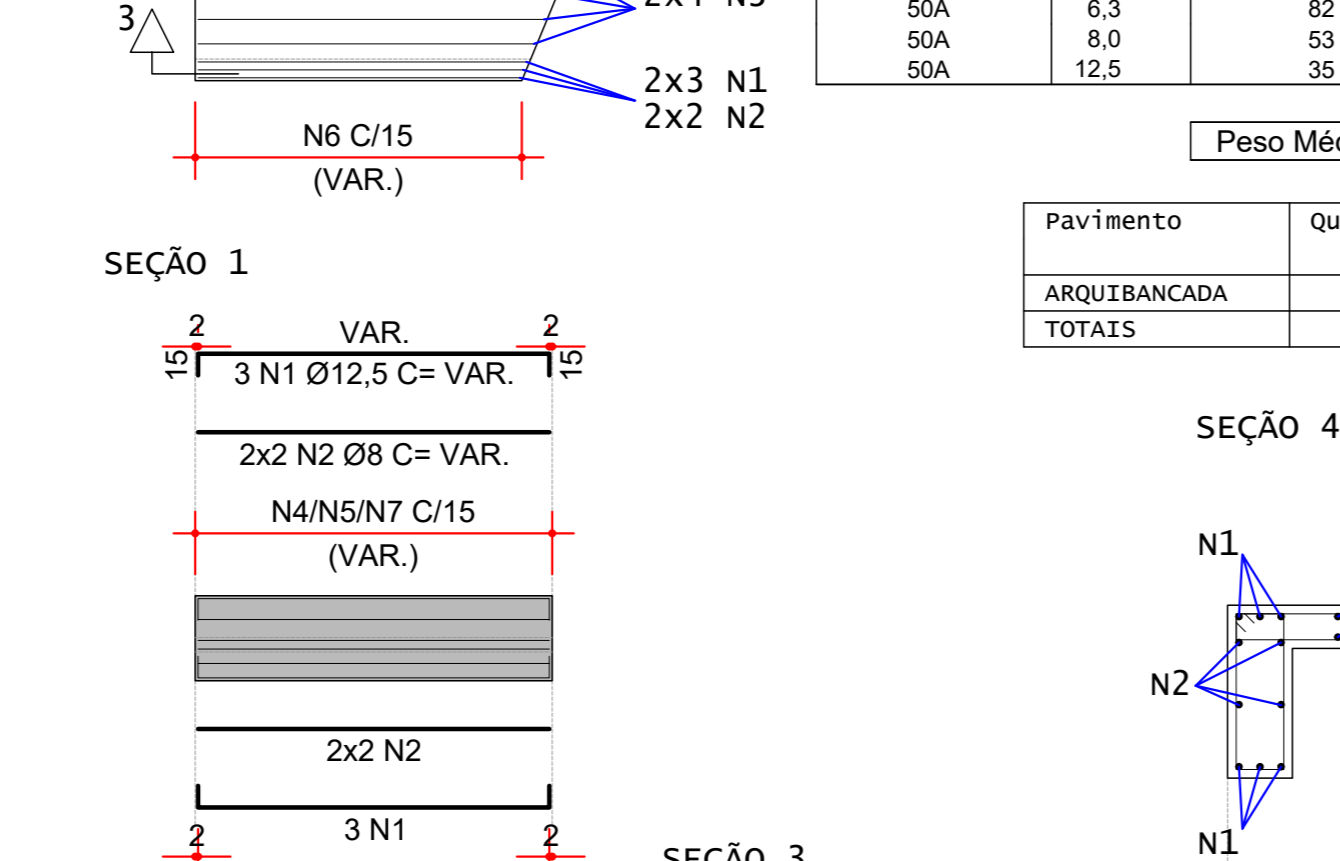 3
2x3 N1
2x2 N2
N6 C/15
(VAR.)
50A 6,3 82
50A 8,0 53
50A 12,5 35
Pavimento
ARQUIBANCADA
TOTAIS
SEÇÃO 1
2 VAR. 2
15 3 N1 Ø12,5 C= VAR. 15
2x2 N2 Ø8 C= VAR.
N4/N5/N7 C/15
(VAR.)
2x2 N2
3 N1
2 2
SEÇÃO 3
SEÇÃO 4
N1
N2
N1